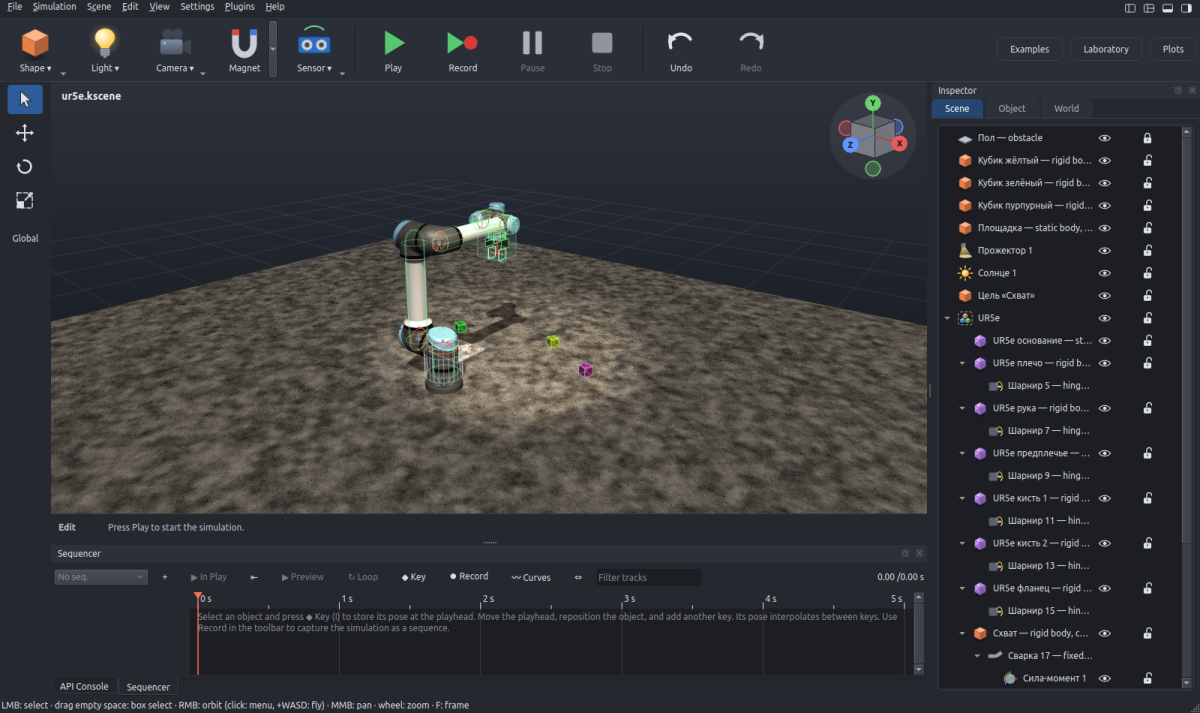 File Simulation Scene Edit View Settings Plugins Help
Shape ▾ Light ▾ Camera ▾ Magnet Sensor ▾ Play Record Pause Stop Undo Redo Examples Laboratory Plots
ur5e.kscene
Global
Y
Z
X
Inspector
Scene Object World
Пол — obstacle
Кубик жёлтый — rigid bo...
Кубик зелёный — rigid b...
Кубик пурпурный — rigid...
Площадка — static body, ...
Прожектор 1
Солнце 1
Цель «Схват»
UR5e
UR5e основание — st...
UR5e плечо — rigid b...
Шарнир 5 — hing...
UR5e рука — rigid bo...
Шарнир 7 — hing...
UR5e предплечье — ...
Шарнир 9 — hing...
UR5e кисть 1 — rigid ...
Шарнир 11 — hin...
UR5e кисть 2 — rigid ...
Шарнир 13 — hin...
UR5e фланец — rigid ...
Шарнир 15 — hin...
Схват — rigid body, c...
Сварка 17 — fixed...
Сила-момент 1
Edit Press Play to start the simulation.
Sequencer
No seq. + In Play Preview Loop Key Record Curves Filter tracks 0.00 /0.00 s
0 s 1 s 2 s 3 s 4 s 5 s
Select an object and press ◆ Key (I) to store its pose at the playhead. Move the playhead, reposition the object, and add another key. Its pose interpolates between keys. Use
Record in the toolbar to capture the simulation as a sequence.
API Console Sequencer
LMB: select · drag empty space: box select · RMB: orbit (click: menu, +WASD: fly) · MMB: pan · wheel: zoom · F: frame